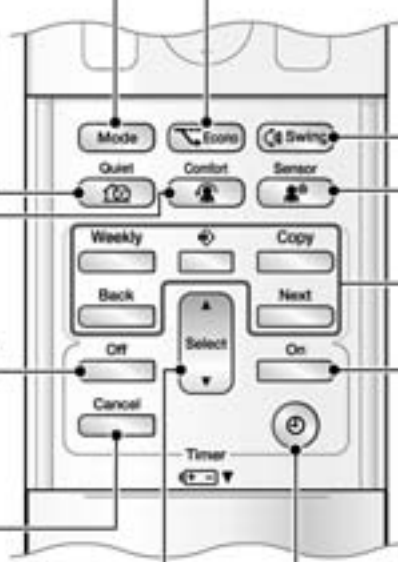 Mode Econo Swing
Quiet Comfort Sensor
Weekly Copy
Back Next
Select
Off On
Cancel
Timer
+ -